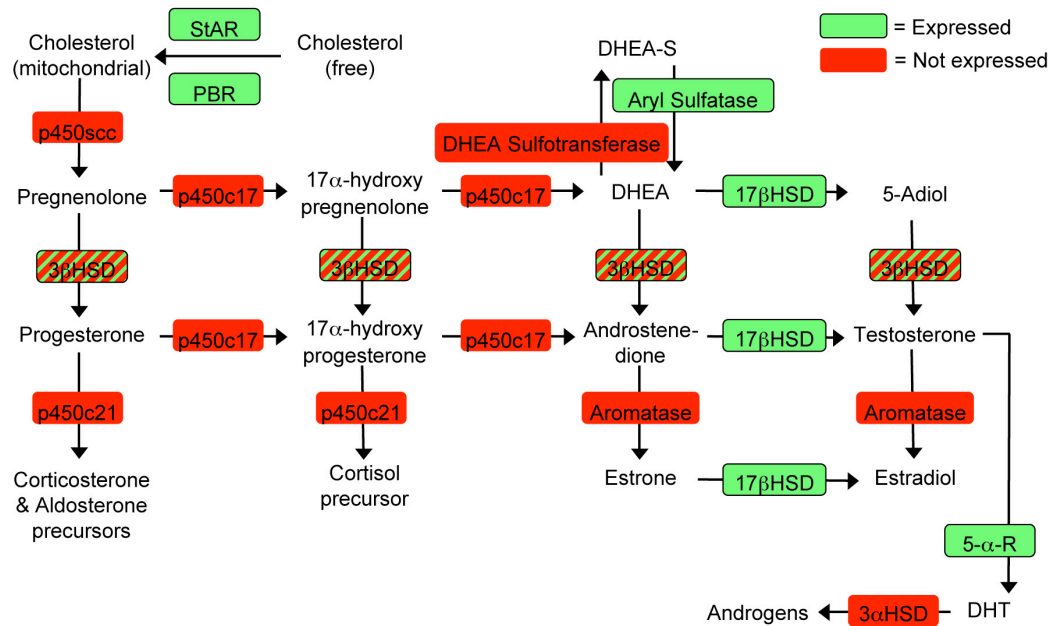 StAR
= Expressed
Cholesterol
(mitochondrial)
Cholesterol
(free)
DHEA-S
= Not expressed
PBR
Aryl Sulfatase
p450scc
DHEA Sulfotransferase
Pregnenolone
p450c17
17α-hydroxy
pregnenolone
p450c17
DHEA
17βHSD
5-Adiol
3βHSD
3βHSD
3βHSD
3βHSD
Progesterone
p450c17
17α-hydroxy
progesterone
p450c17
Androstene-
dione
17βHSD
Testosterone
p450c21
p450c21
Aromatase
Aromatase
Corticosterone
& Aldosterone
precursors
Cortisol
precursor
Estrone
17βHSD
Estradiol
5-α-R
Androgens
3αHSD
DHT